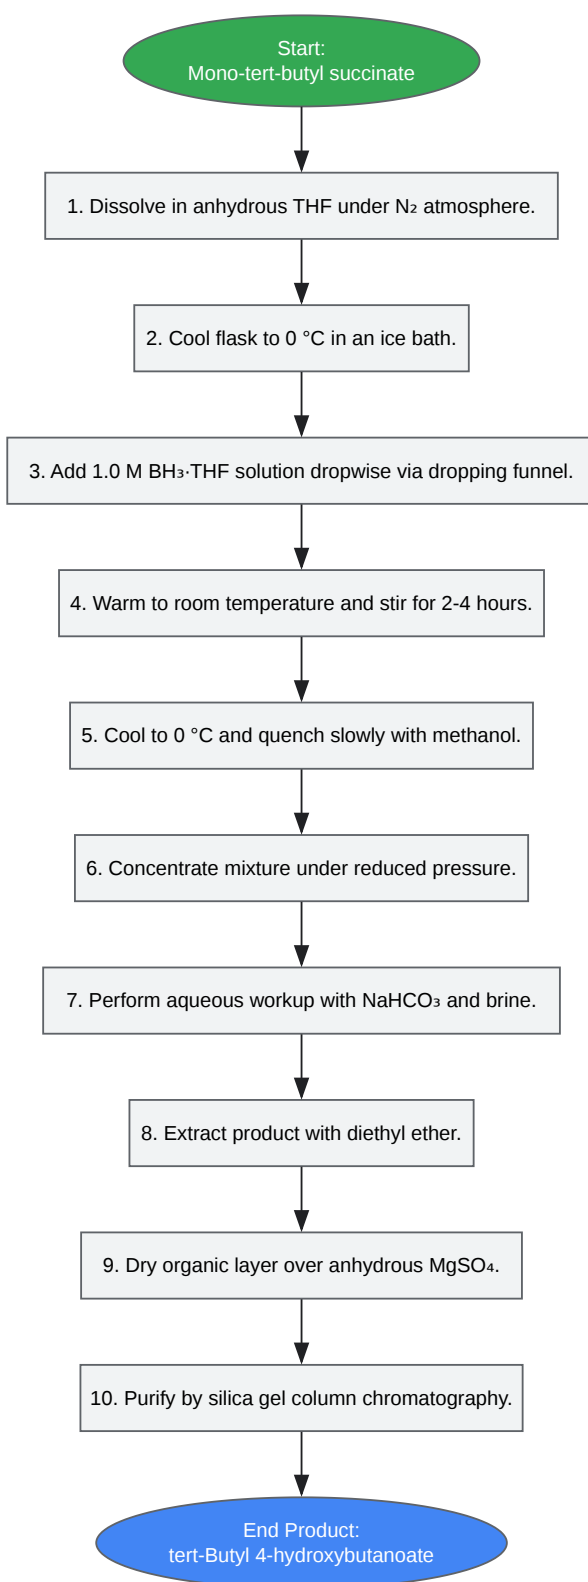 Start:
Mono-tert-butyl succinate
1. Dissolve in anhydrous THF under N₂ atmosphere.
2. Cool flask to 0 °C in an ice bath.
3. Add 1.0 M BH₃·THF solution dropwise via dropping funnel.
4. Warm to room temperature and stir for 2-4 hours.
5. Cool to 0 °C and quench slowly with methanol.
6. Concentrate mixture under reduced pressure.
7. Perform aqueous workup with NaHCO₃ and brine.
8. Extract product with diethyl ether.
9. Dry organic layer over anhydrous MgSO₄.
10. Purify by silica gel column chromatography.
End Product:
tert-Butyl 4-hydroxybutanoate